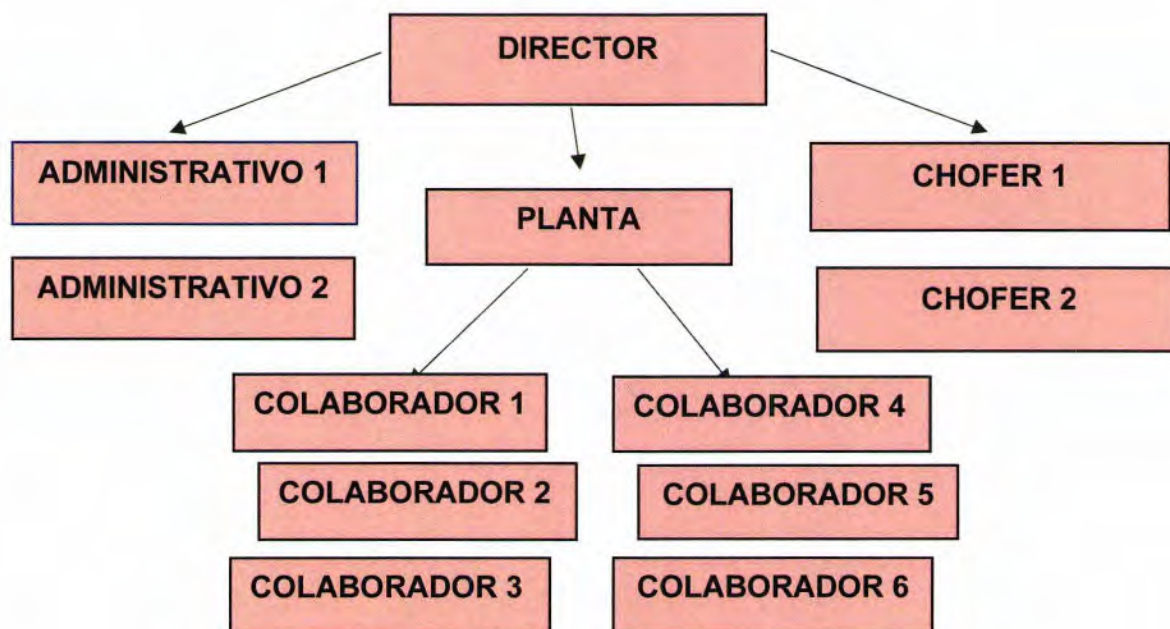 DIRECTOR
ADMINISTRATIVO 1
CHOFER 1
PLANTA
ADMINISTRATIVO 2
CHOFER 2
COLABORADOR 1
COLABORADOR 4
COLABORADOR 2
COLABORADOR 5
COLABORADOR 3
COLABORADOR 6